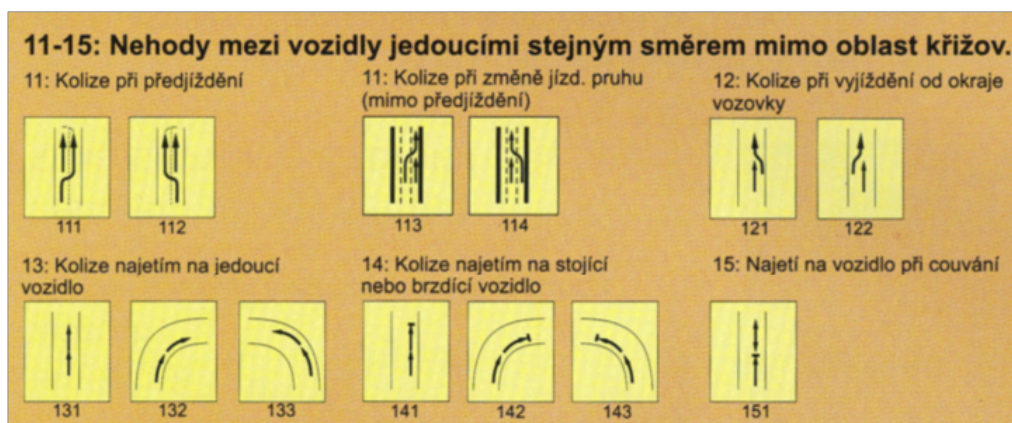 11-15: Nehody mezi vozidly jedoucími stejným směrem mimo oblast křižov.
11: Kolize při předjíždění
11: Kolize při změně jízd. pruhu
(mimo předjíždění)
12: Kolize při vyjíždění od okraje
vozovky
111 112 113 114 121 122
13: Kolize najetím na jedoucí
vozidlo
14: Kolize najetím na stojící
nebo brzdící vozidlo
15: Najetí na vozidlo při couvání
131 132 133 141 142 143 151